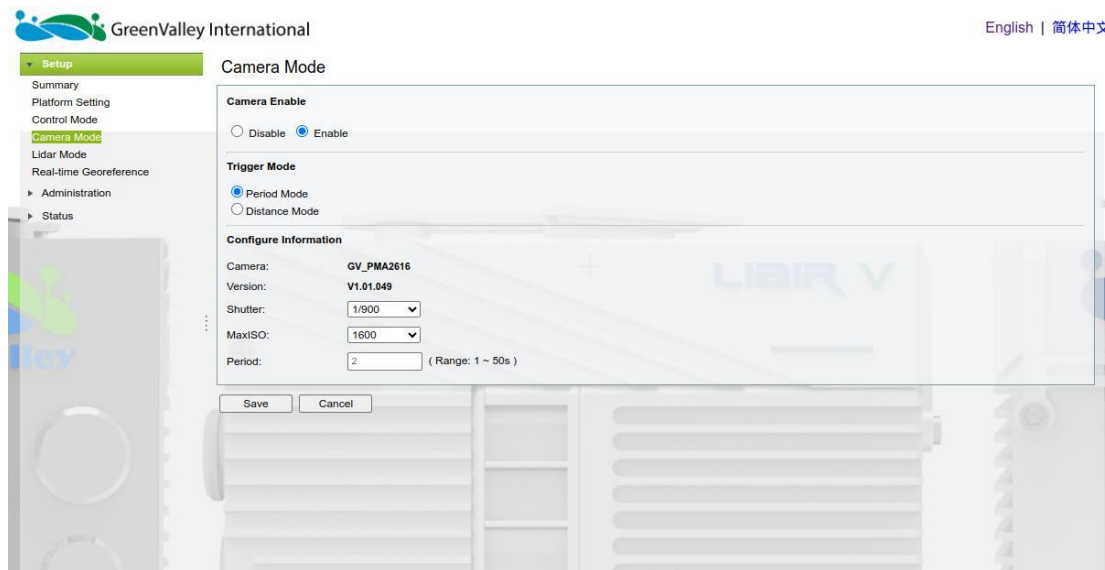 GreenValley International
English | 简体中文
Setup
Summary
Platform Setting
Control Mode
Camera Mode
Lidar Mode
Real-time Georeference
Administration
Status
Camera Mode
Camera Enable
Disable Enable
Trigger Mode
Period Mode
Distance Mode
Configure Information
Camera: GV_PMA2616
Version: V1.01.049
Shutter: 1/900
MaxISO: 1600
Period: 2 ( Range: 1 ~ 50s )
Save Cancel
LIAIR V
lley